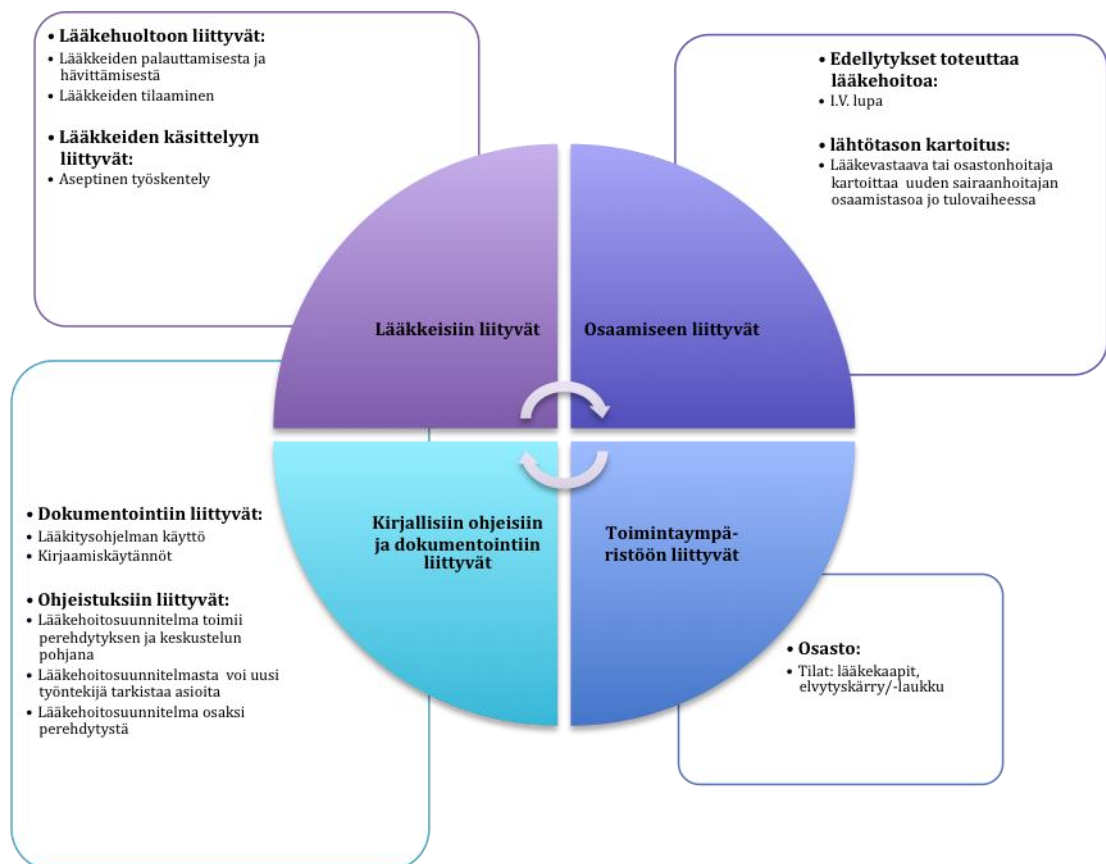 • Lääkehuoltoon liittyvät:
• Lääkkeiden palauttamisesta ja
hävittämisestä
• Lääkkeiden tilaaminen
• Lääkkeiden käsittelyyn
liittyvät:
• Aseptinen työskentely
• Edellytykset toteuttaa
lääkehoitoa:
• I.V. lupa
• lähtötason kartoitus:
• Lääkevastaava tai osastonhoitaja
kartoittaa uuden sairaanhoitajan
osaamistasoa jo tulovaiheessa
Lääkkeisiin liityvät
Osaamiseen liittyvät
Kirjallisiin ohjeisiin
ja dokumentointiin
liittyvät
Toimintaympä-
ristöön liittyvät
• Dokumentointiin liittyvät:
• Lääkitysohjelman käyttö
• Kirjaamiskäytännöt
• Ohjeistuksiin liittyvät:
• Lääkehoitosuunnitelma toimii
perehdytyksen ja keskustelun
pohjana
• Lääkehoitosuunnitelmasta voi uusi
työntekijä tarkistaa asioita
• Lääkehoitosuunnitelma osaksi
perehdytystä
• Osasto:
• Tilat: lääkekaapit,
elvytyskärry/-laukku